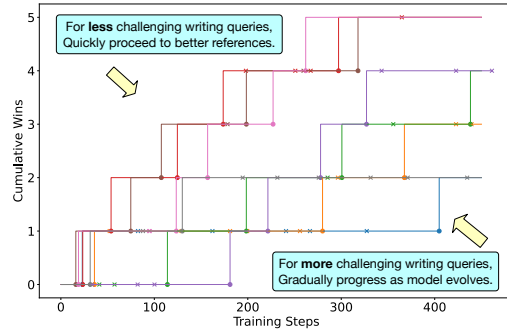 5
For less challenging writing queries,
Quickly proceed to better references.
4
3
2
1
For more challenging writing queries,
Gradually progress as model evolves.
0
Cumulative Wins
0 100 200 300 400
Training Steps